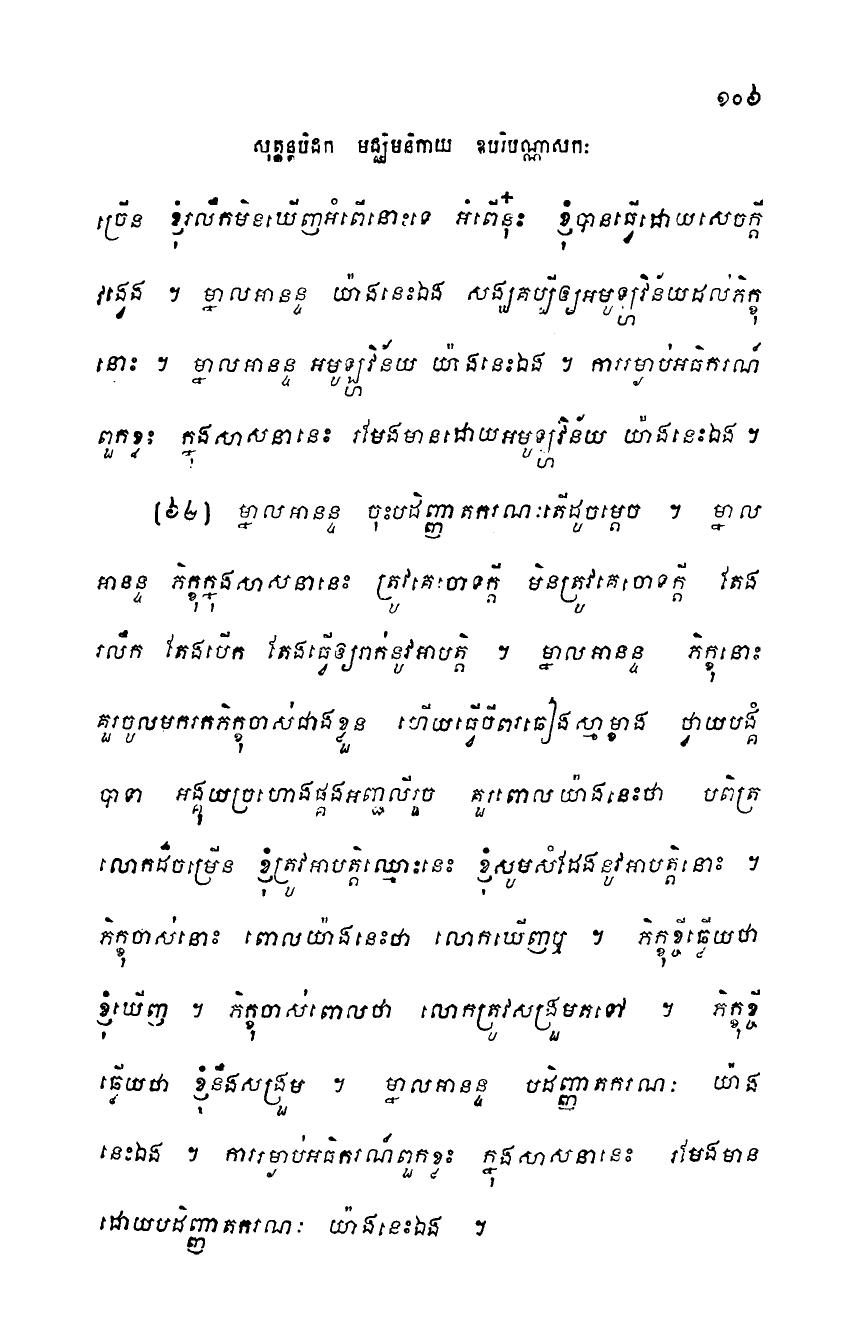 ១០៦
សុត្តន្តបិដក មជ្ឈិមនិកាយ ឧបរិបណ្ណាសកៈ
ច្រើន ខ្ញុំរលឹកមិនឃើញអំពើនោះទេ អំពើនុ៎ះ ខ្ញុំបានធ្វើដោយសេចក្តី
វង្វេង ។ ម្នាលអានន្ទ យ៉ាងនេះឯង សង្ឃគប្បីឲ្យអមូឡ្ហវិន័យដល់ភិក្ខុ
នោះ ។ ម្នាលអានន្ទ អមូឡ្ហវិន័យ យ៉ាងនេះឯង ។ ការរម្ងាប់អធិករណ៍
ពួកខ្លះ ក្នុងសាសនានេះ រមែងមានដោយអមូឡ្ហវិន័យ យ៉ាងនេះឯង ។
(៦៤) ម្នាលអានន្ទ ចុះបដិញ្ញាតករណៈតើដូចម្តេច ។ ម្នាល
អានន្ទ ភិក្ខុក្នុងសាសនានេះ ត្រូវគេចោទក្តី មិនត្រូវគេចោទក្តី តែង
រលឹក តែងបើក តែងធ្វើឲ្យរាក់នូវអាបត្តិ ។ ម្នាលអានន្ទ ភិក្ខុនោះ
គួរចូលមករកភិក្ខុចាស់ជាងខ្លួន ហើយធ្វើចីពរឆៀងស្មាម្ខាង ថ្វាយបង្គំ
បាទា អង្គុយច្រហោងផ្គងអញ្ជលីរួច គួរពោលយ៉ាងនេះថា បពិត្រ
លោកដ៏ចម្រើន ខ្ញុំត្រូវអាបត្តិឈ្មោះនេះ ខ្ញុំសូមសំដែងនូវអាបត្តិនោះ ។
ភិក្ខុចាស់នោះ ពោលយ៉ាងនេះថា លោកឃើញឬ ។ ភិក្ខុខ្ចីឆ្លើយថា
ខ្ញុំឃើញ ។ ភិក្ខុចាស់ពោលថា លោកត្រូវសង្រួមតទៅ ។ ភិក្ខុខ្ចី
ឆ្លើយថា ខ្ញុំនឹងសង្រួម ។ ម្នាលអានន្ទ បដិញ្ញាតករណៈ យ៉ាង
នេះឯង ។ ការរម្ងាប់អធិករណ៍ពួកខ្លះ ក្នុងសាសនានេះ រមែងមាន
ដោយបដិញ្ញាតករណៈ យ៉ាងនេះឯង ។